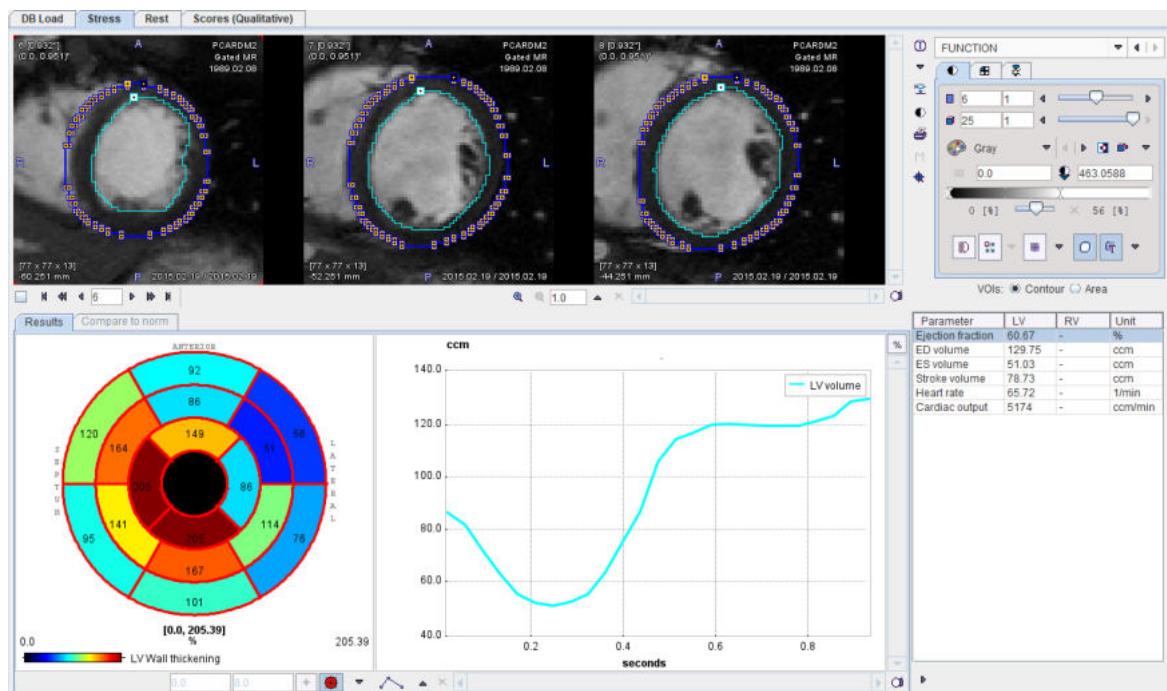 DB Load Stress Rest Scores (Qualitative)
6 [0.932"]
(0.0, 0.951)"
A
PCARDM2
Gated MR
1989.02.08
R
[77 x 77 x 13]
-60.251 mm
P
2015.02.19 / 2015.02.19
7 [0.932"]
(0.0, 0.951)"
A
PCARDM2
Gated MR
1989.02.08
R
L
[77 x 77 x 13]
-52.251 mm
P
2015.02.19 / 2015.02.19
8 [0.932"]
(0.0, 0.951)"
A
PCARDM2
Gated MR
1989.02.08
R
L
[77 x 77 x 13]
-44.251 mm
P
2015.02.19 / 2015.02.19
L
6
1.0
FUNCTION
6 1
25 1
Gray
0.0 463.0588
0 [%] 56 [%]
VOIs: Contour Area
Results Compare to norm
ANTERIOR
SEPTUM
LATERAL
92
86
149
120
164
205
56
51
86
95
141
205
114
76
167
101
[0.0, 205.39]
%
0.0 205.39
LV Wall thickening
0.0 8.0
ccm
LV volume
140.0
120.0
100.0
80.0
60.0
40.0
0.2 0.4 0.6 0.8
seconds
%
Parameter LV RV Unit
Ejection fraction 60.67 - %
ED volume 129.75 - ccm
ES volume 51.03 - ccm
Stroke volume 78.73 - ccm
Heart rate 65.72 - 1/min
Cardiac output 5174 - ccm/min